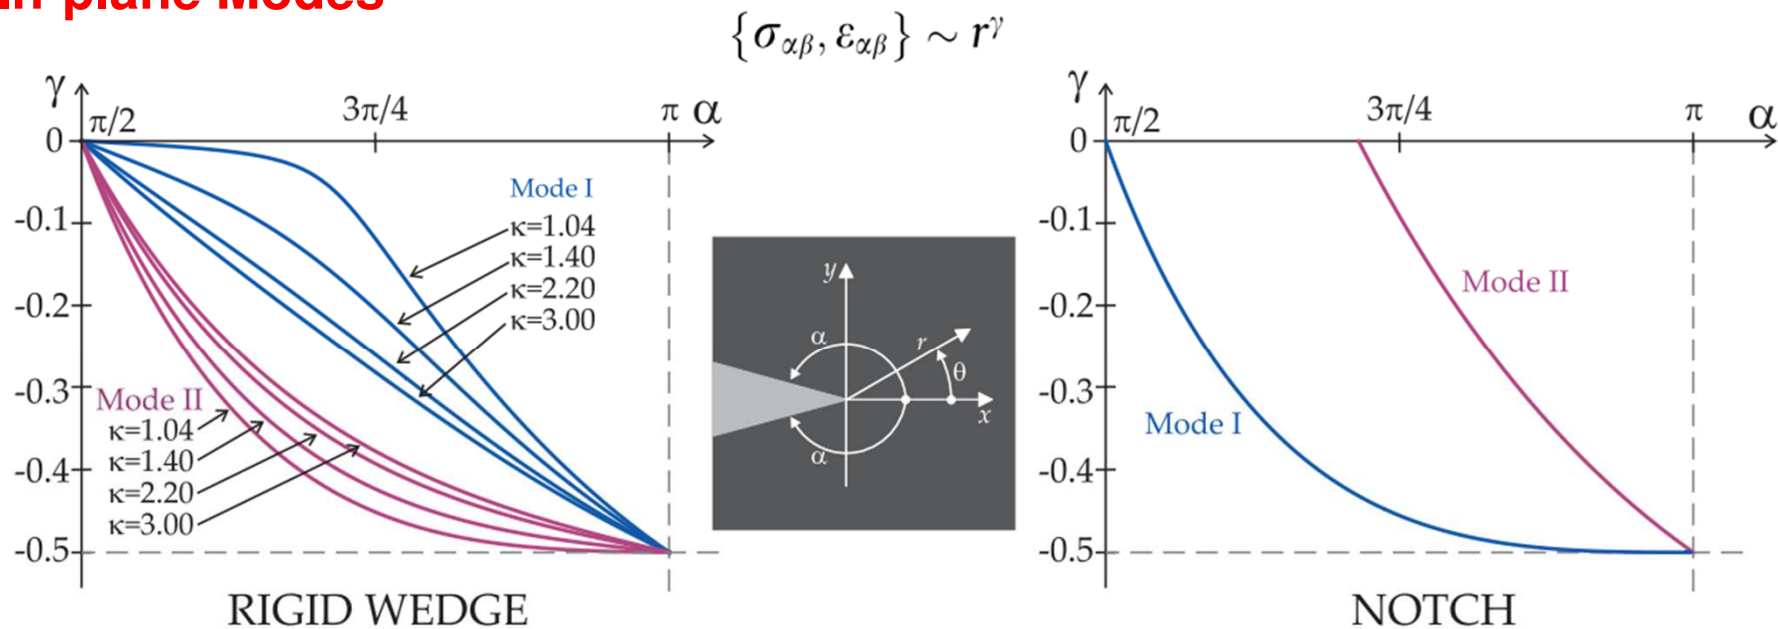 In-plane Modes
{σαβ, εαβ} ∼ r^γ
γ
π/2
3π/4
π
α
0
-0.1
-0.2
-0.3
-0.4
-0.5
Mode I
κ=1.04
κ=1.40
κ=2.20
κ=3.00
Mode II
κ=1.04
κ=1.40
κ=2.20
κ=3.00
RIGID WEDGE
y
α
r
θ
x
α
γ
π/2
3π/4
π
α
0
-0.1
-0.2
-0.3
-0.4
-0.5
Mode II
Mode I
NOTCH